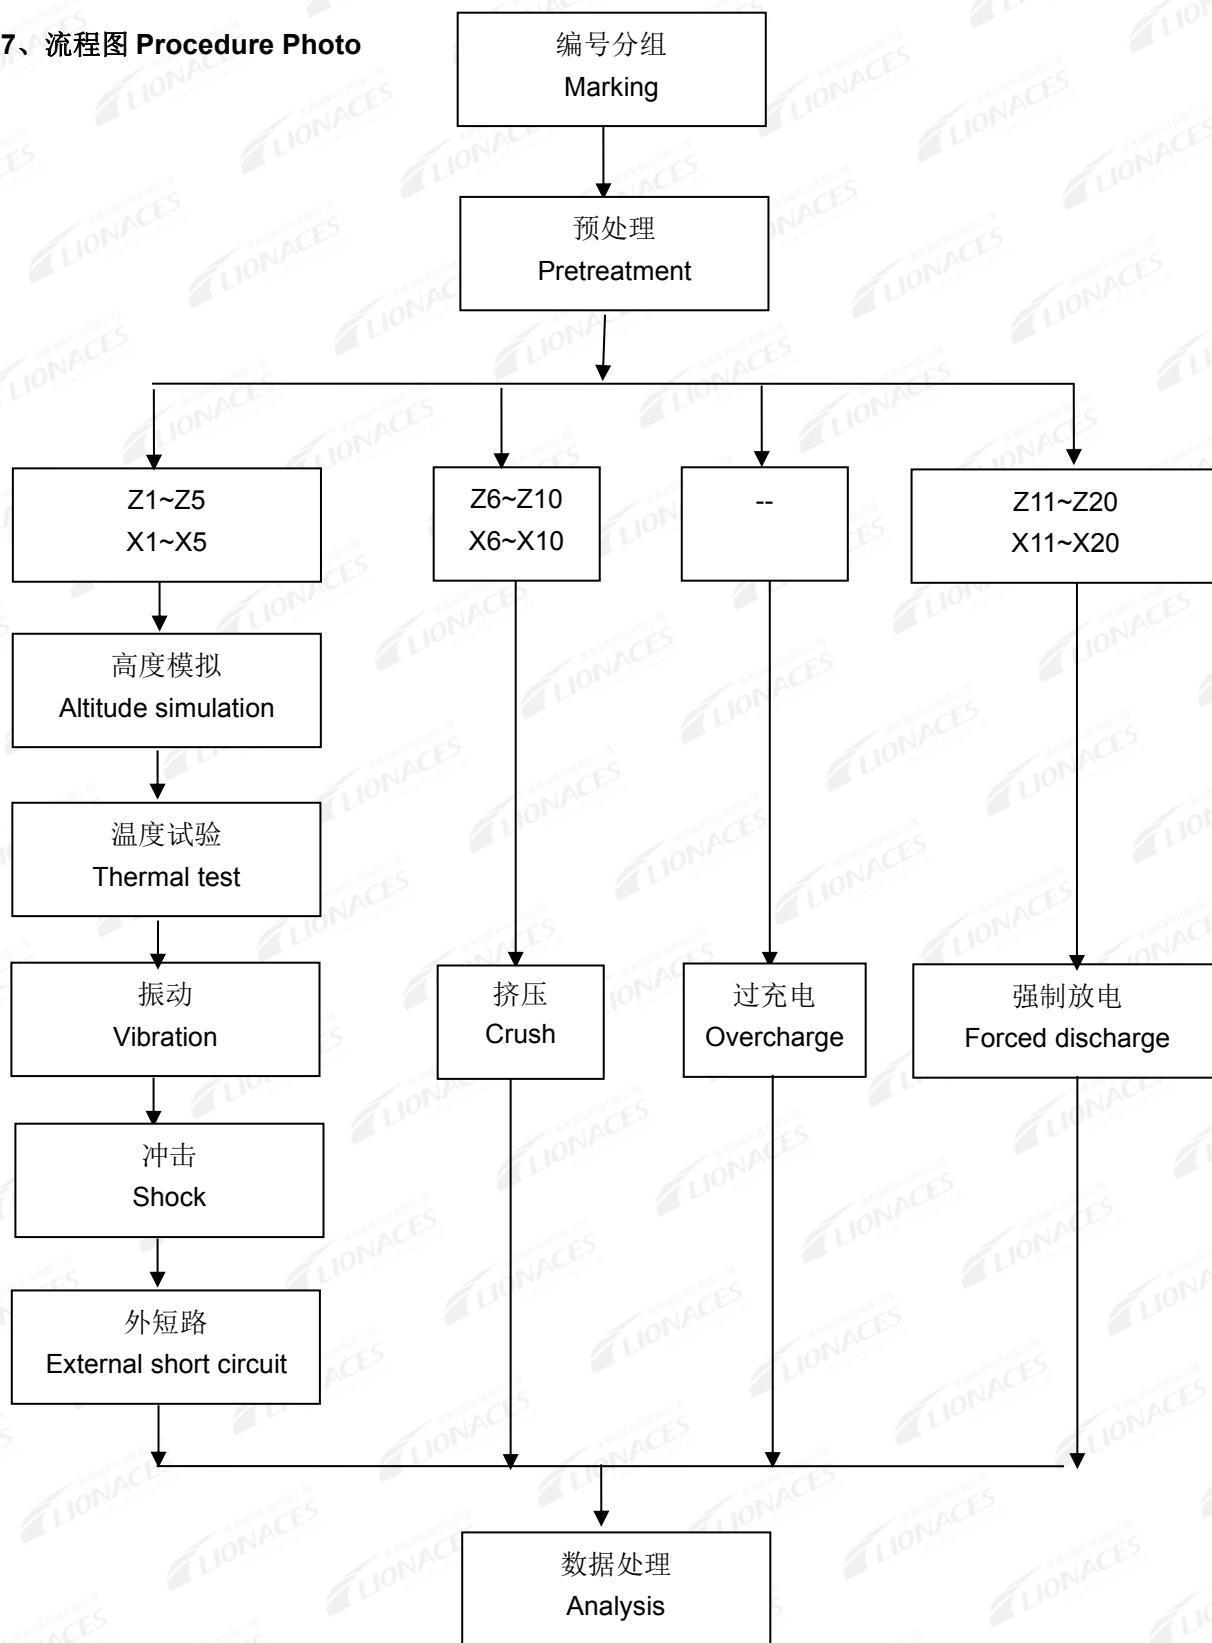 7、流程图 Procedure Photo
编号分组
Marking
预处理
Pretreatment
Z1~Z5
X1~X5
Z6~Z10
X6~X10
--
Z11~Z20
X11~X20
高度模拟
Altitude simulation
温度试验
Thermal test
振动
Vibration
挤压
Crush
过充电
Overcharge
强制放电
Forced discharge
冲击
Shock
外短路
External short circuit
数据处理
Analysis
LIONACES